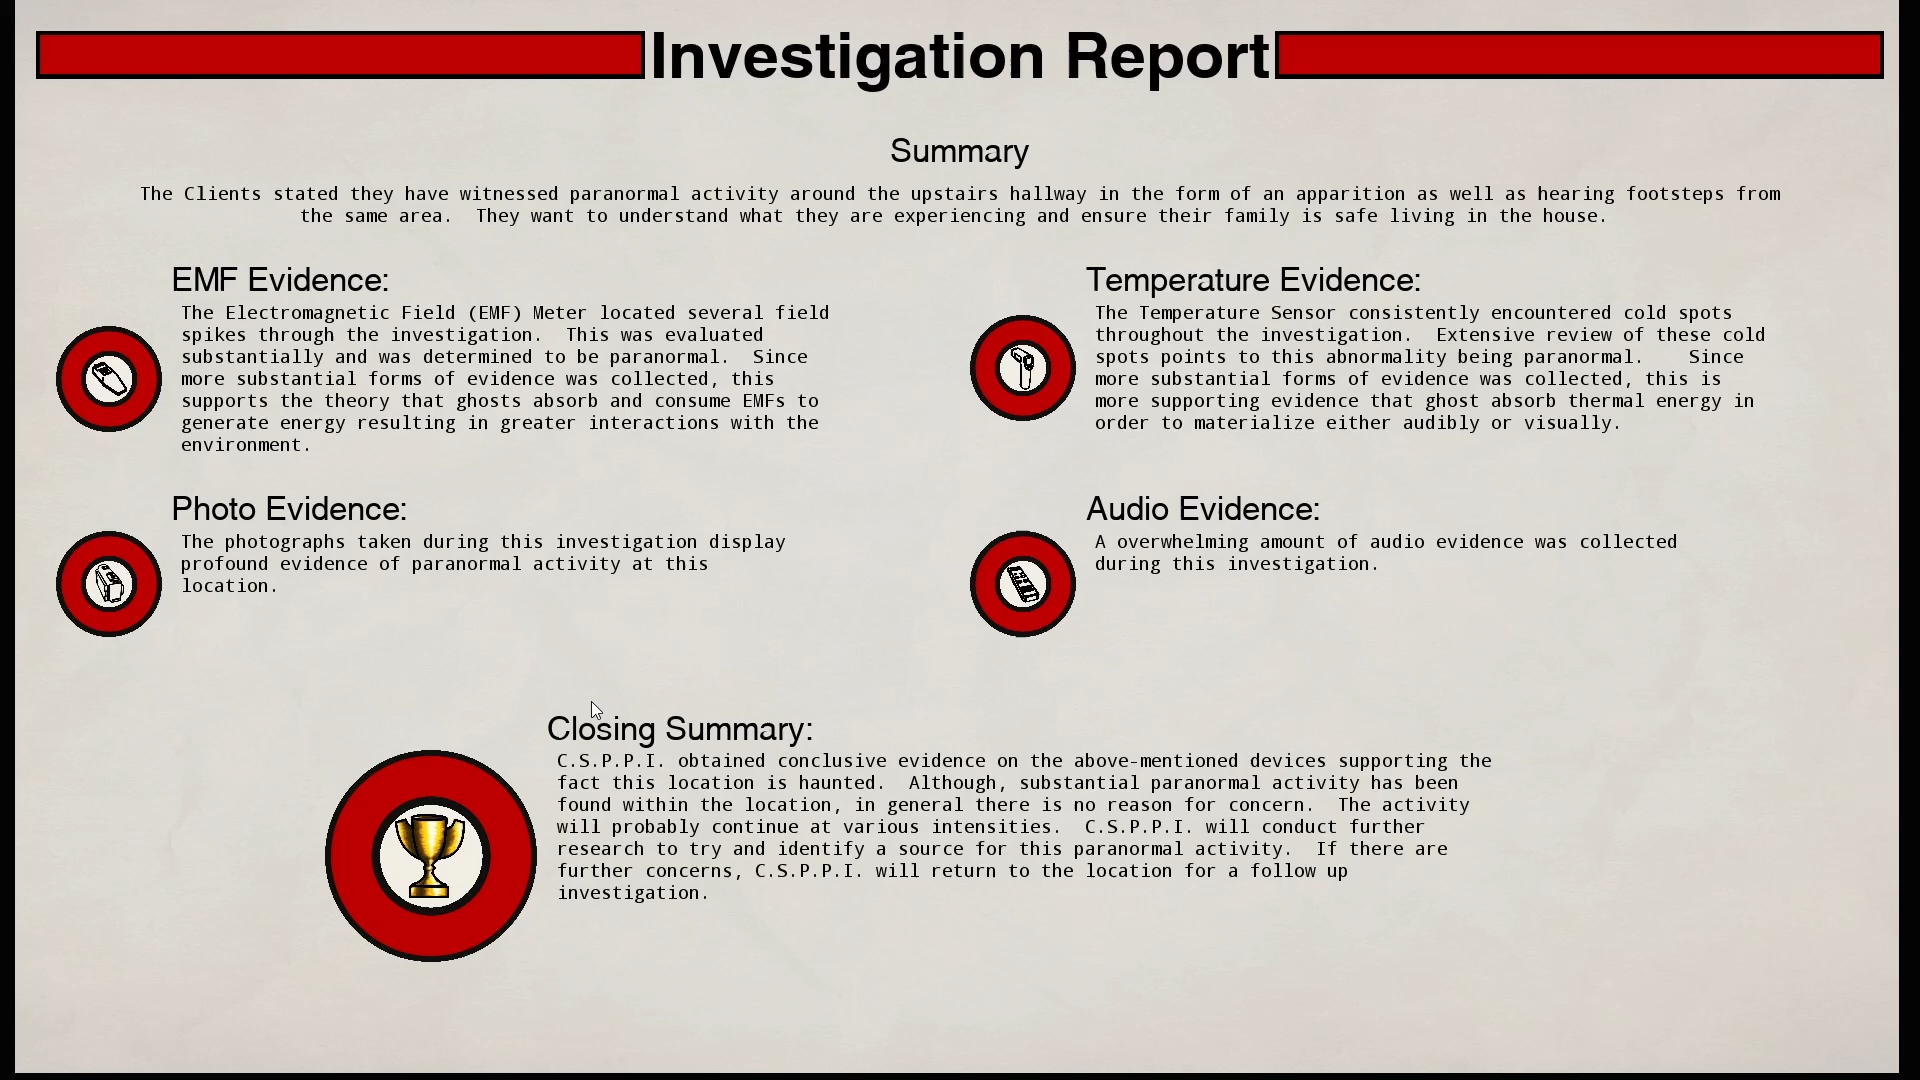 Investigation Report
Summary
The Clients stated they have witnessed paranormal activity around the upstairs hallway in the form of an apparition as well as hearing footsteps from
the same area.  They want to understand what they are experiencing and ensure their family is safe living in the house.
EMF Evidence:
The Electromagnetic Field (EMF) Meter located several field
spikes through the investigation.  This was evaluated
substantially and was determined to be paranormal.  Since
more substantial forms of evidence was collected, this
supports the theory that ghosts absorb and consume EMFs to
generate energy resulting in greater interactions with the
environment.
Temperature Evidence:
The Temperature Sensor consistently encountered cold spots
throughout the investigation.  Extensive review of these cold
spots points to this abnormality being paranormal.    Since
more substantial forms of evidence was collected, this is
more supporting evidence that ghost absorb thermal energy in
order to materialize either audibly or visually.
Photo Evidence:
The photographs taken during this investigation display
profound evidence of paranormal activity at this
location.
Audio Evidence:
A overwhelming amount of audio evidence was collected
during this investigation.
Closing Summary:
C.S.P.P.I. obtained conclusive evidence on the above-mentioned devices supporting the
fact this location is haunted.  Although, substantial paranormal activity has been
found within the location, in general there is no reason for concern.  The activity
will probably continue at various intensities.  C.S.P.P.I. will conduct further
research to try and identify a source for this paranormal activity.  If there are
further concerns, C.S.P.P.I. will return to the location for a follow up
investigation.